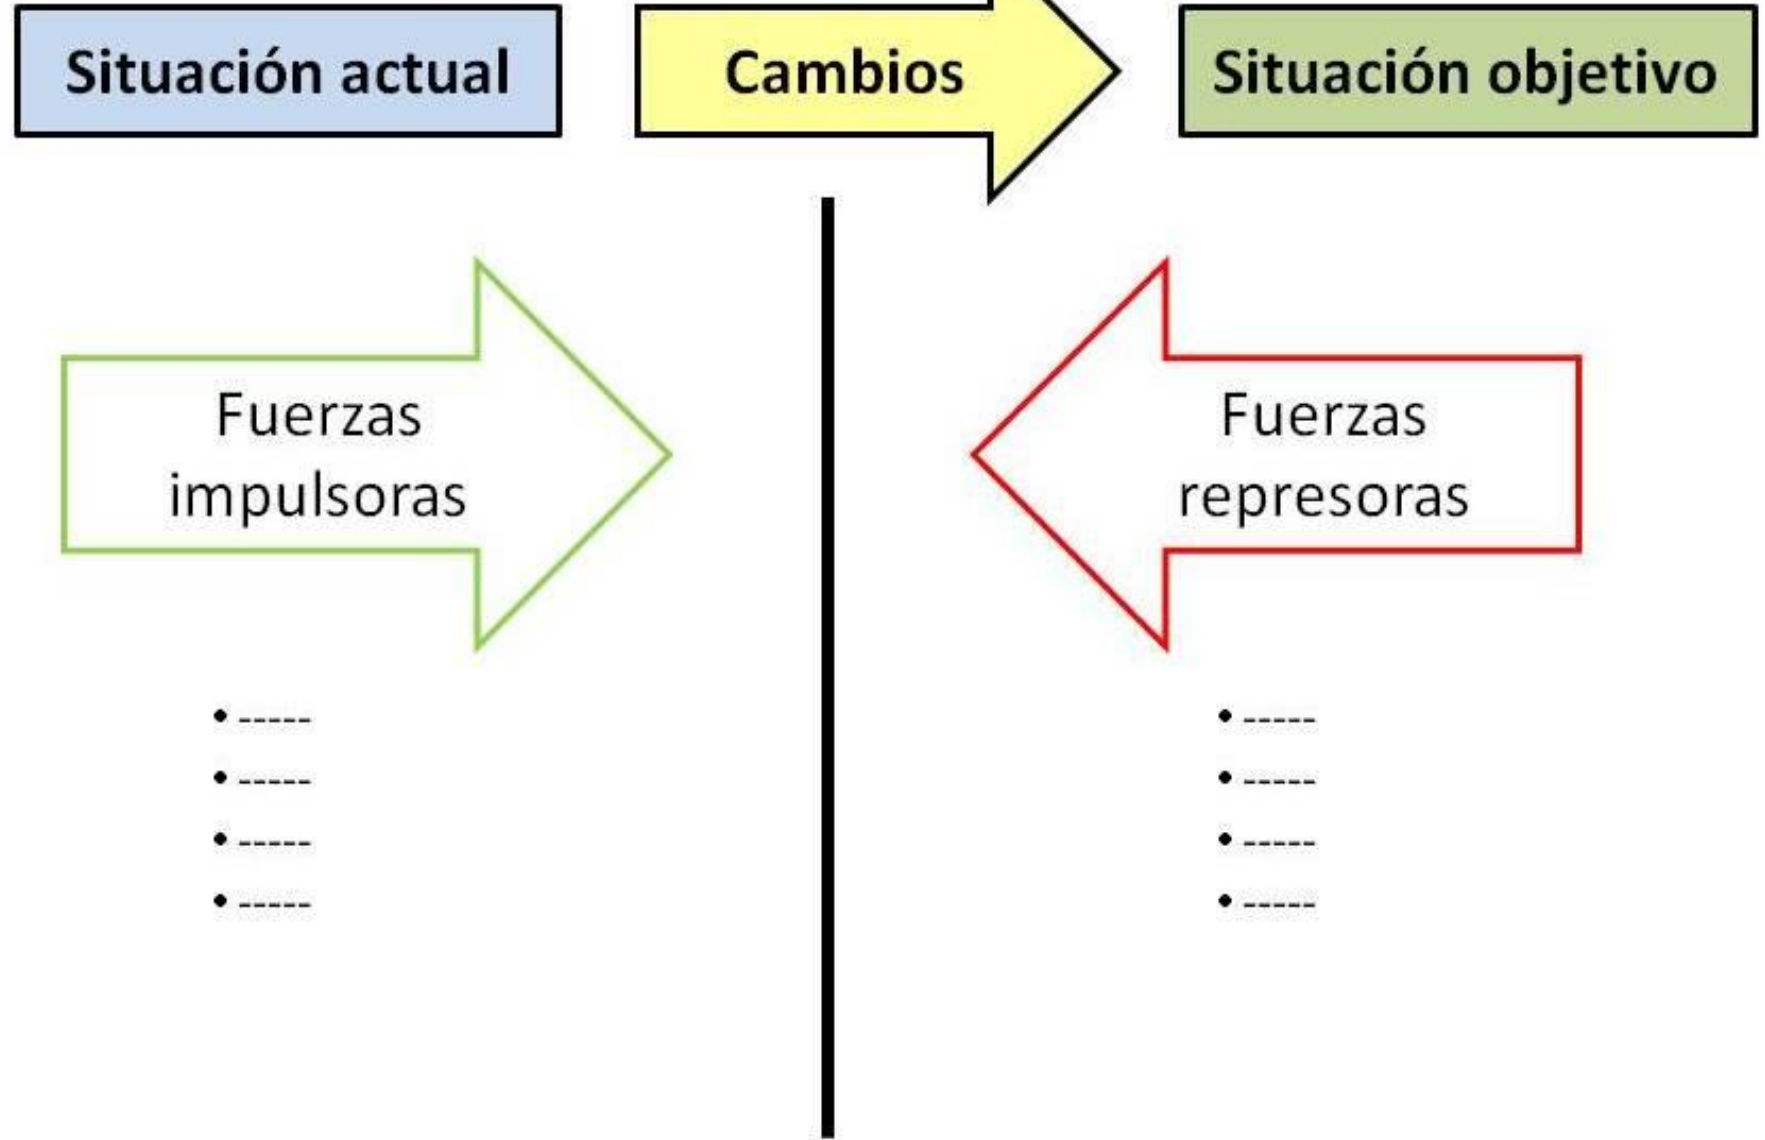 Situación actual
Cambios
Situación objetivo
Fuerzas
impulsoras
Fuerzas
represoras
• -----
• -----
• -----
• -----
• -----
• -----
• -----
• -----